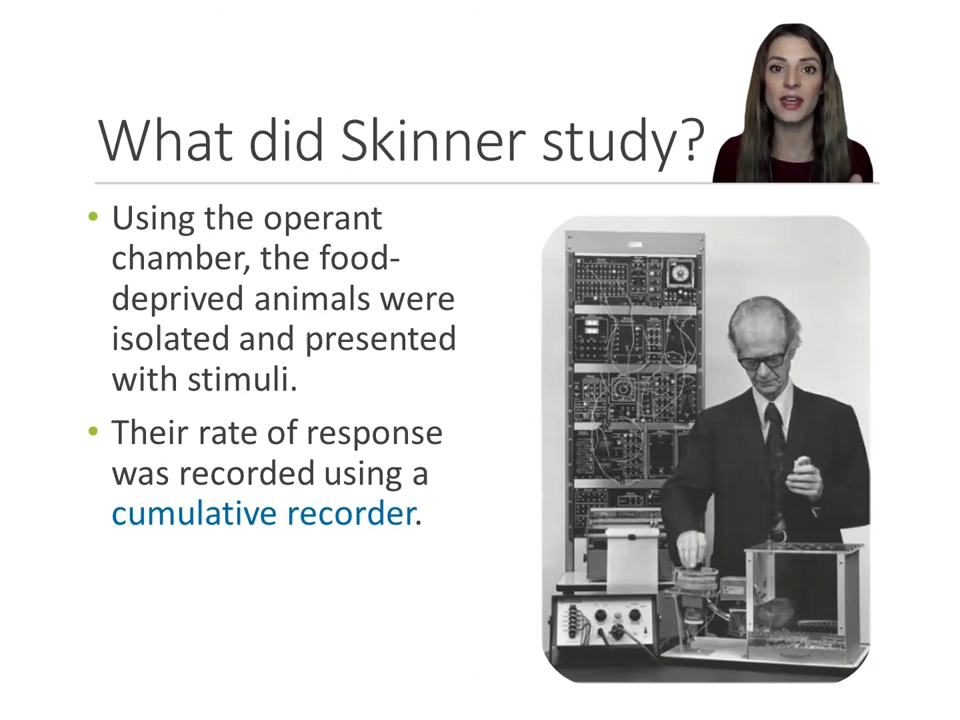 What did Skinner study?
• Using the operant
chamber, the food-
deprived animals were
isolated and presented
with stimuli.
• Their rate of response
was recorded using a
cumulative recorder.